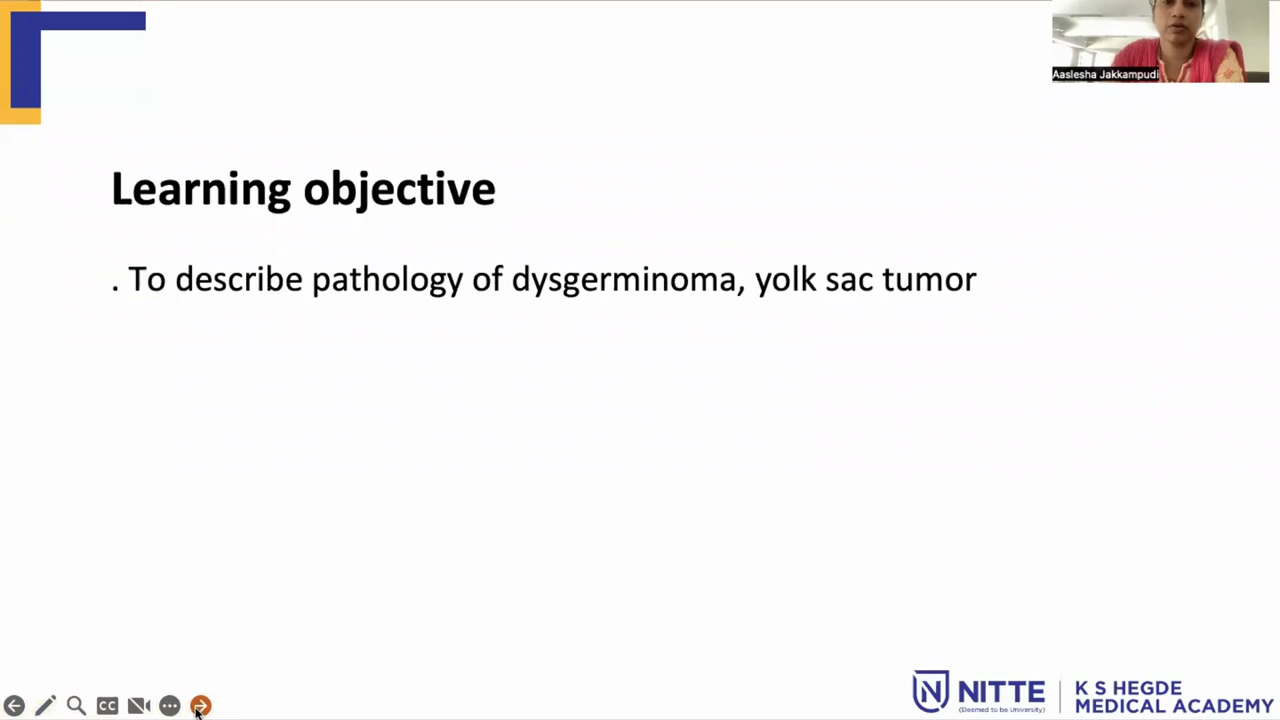 Aaslesha Jakkampudi
Learning objective
. To describe pathology of dysgerminoma, yolk sac tumor
CC
N NITTE
(Deemed to be University)
K S HEGDE
MEDICAL ACADEMY